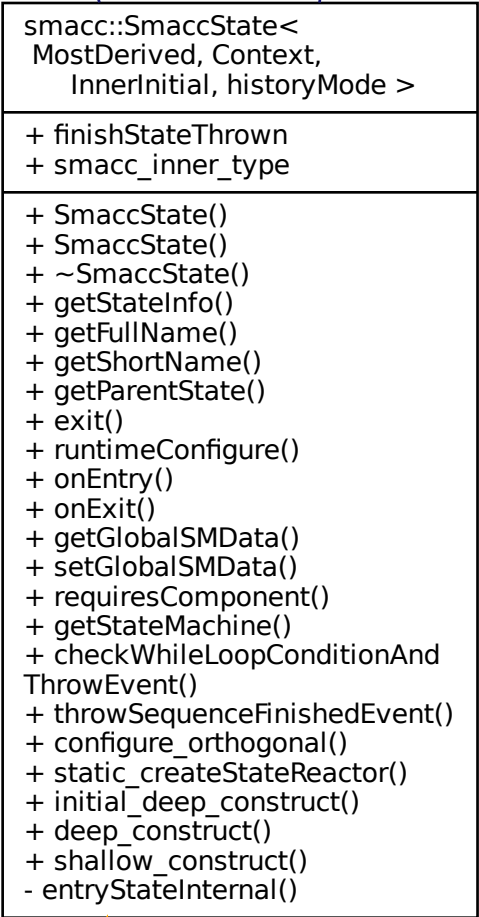 smacc::SmaccState<
MostDerived, Context,
InnerInitial, historyMode >
+ finishStateThrown
+ smacc_inner_type
+ SmaccState()
+ SmaccState()
+ ~SmaccState()
+ getStateInfo()
+ getFullName()
+ getShortName()
+ getParentState()
+ exit()
+ runtimeConfigure()
+ onEntry()
+ onExit()
+ getGlobalSMData()
+ setGlobalSMData()
+ requiresComponent()
+ getStateMachine()
+ checkWhileLoopConditionAnd
ThrowEvent()
+ throwSequenceFinishedEvent()
+ configure_orthogonal()
+ static_createStateReactor()
+ initial_deep_construct()
+ deep_construct()
+ shallow_construct()
- entryStateInternal()